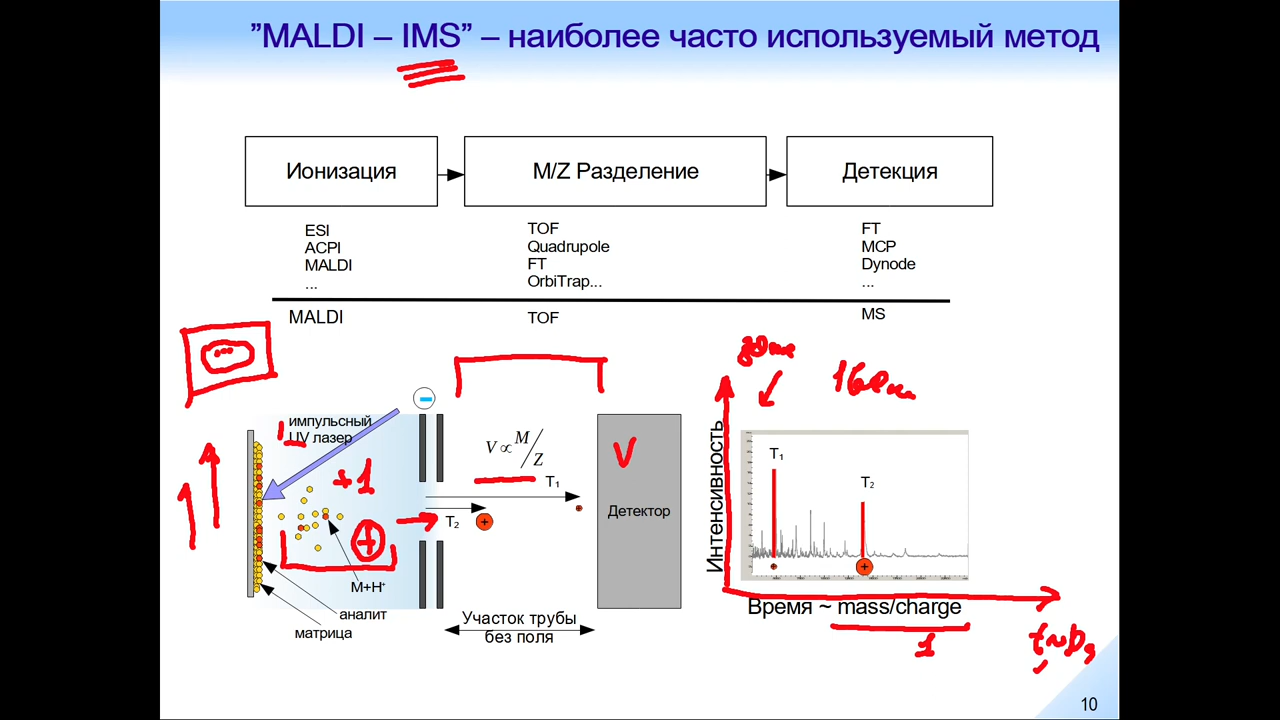 ”MALDI – IMS” – наиболее часто используемый метод
Ионизация
M/Z Разделение
Детекция
ESI
ACPI
MALDI
...
TOF
Quadrupole
FT
OrbiTrap...
FT
MCP
Dynode
...
MALDI
TOF
MS
импульсный
UV лазер
+1
+
M+H⁺
аналит
матрица
–
V ∝ M/Z
T₁
T₂
+
V
Детектор
Участок трубы
без поля
Интенсивность
T₁
T₂
+
Время ~ mass/charge
1
10